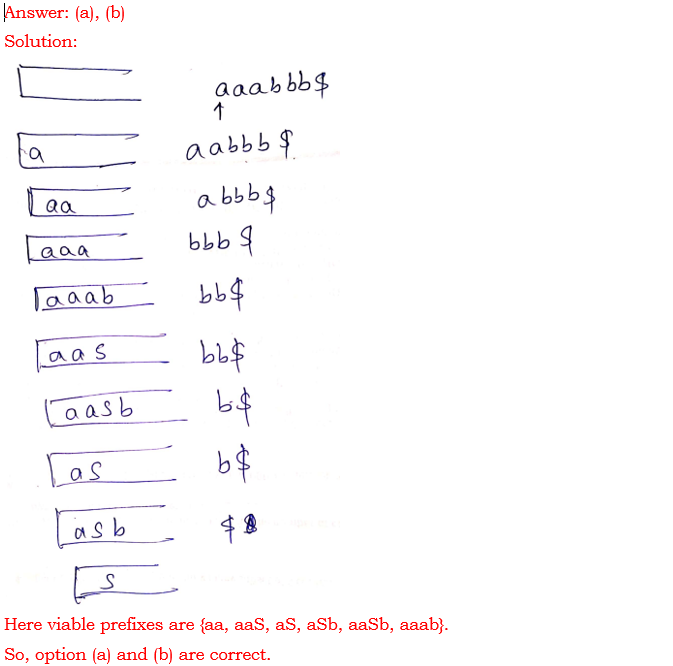 Answer: (a), (b)
Solution:
aaabbb$
↑
a aabbb$
aa abbb$
aaa bbb$
aaab bb$
aaS bb$
aaSb b$
aS b$
aSb $
S
Here viable prefixes are {aa, aaS, aS, aSb, aaSb, aaab}.
So, option (a) and (b) are correct.